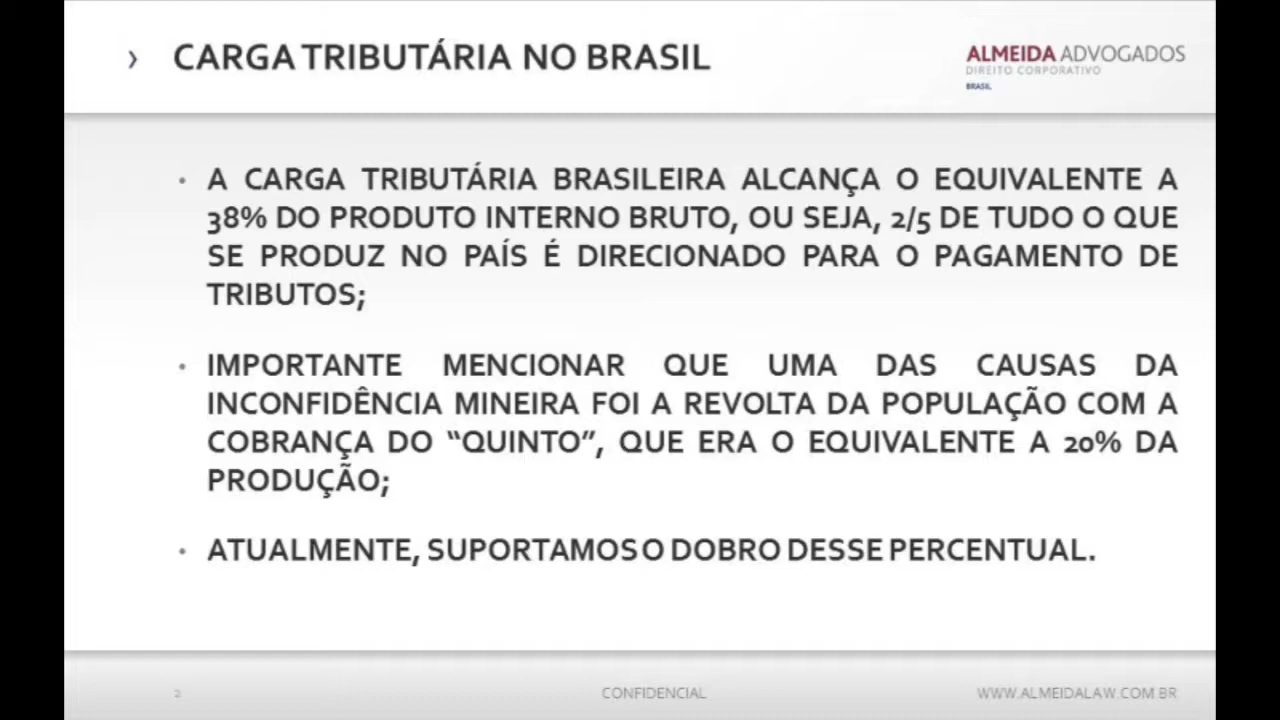 › CARGA TRIBUTÁRIA NO BRASIL
ALMEIDA ADVOGADOS
DIREITO CORPORATIVO
BRASIL
• A CARGA TRIBUTÁRIA BRASILEIRA ALCANÇA O EQUIVALENTE A
38% DO PRODUTO INTERNO BRUTO, OU SEJA, 2/5 DE TUDO O QUE
SE PRODUZ NO PAÍS É DIRECIONADO PARA O PAGAMENTO DE
TRIBUTOS;
• IMPORTANTE MENCIONAR QUE UMA DAS CAUSAS DA
INCONFIDÊNCIA MINEIRA FOI A REVOLTA DA POPULAÇÃO COM A
COBRANÇA DO “QUINTO”, QUE ERA O EQUIVALENTE A 20% DA
PRODUÇÃO;
• ATUALMENTE, SUPORTAMOS O DOBRO DESSE PERCENTUAL.
2 CONFIDENCIAL WWW.ALMEIDALAW.COM.BR